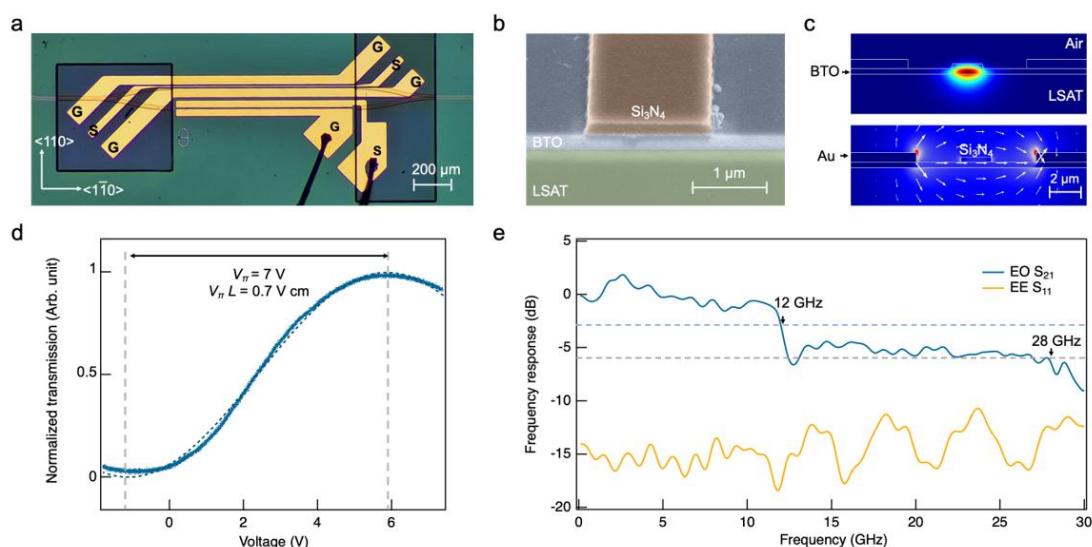 a
G
S
G
G
S
G
G
S
<110>
<11̄0>
200 µm
b
Si₃N₄
BTO
LSAT
1 µm
c
Air
BTO
LSAT
Au
Si₃N₄
2 µm
d
Normalized transmission (Arb. unit)
1
0.5
0
Vπ = 7 V
Vπ L = 0.7 V cm
0
2
4
6
Voltage (V)
e
Frequency response (dB)
5
0
-5
-10
-15
-20
EO S₂₁
EE S₁₁
12 GHz
28 GHz
0
5
10
15
20
25
30
Frequency (GHz)